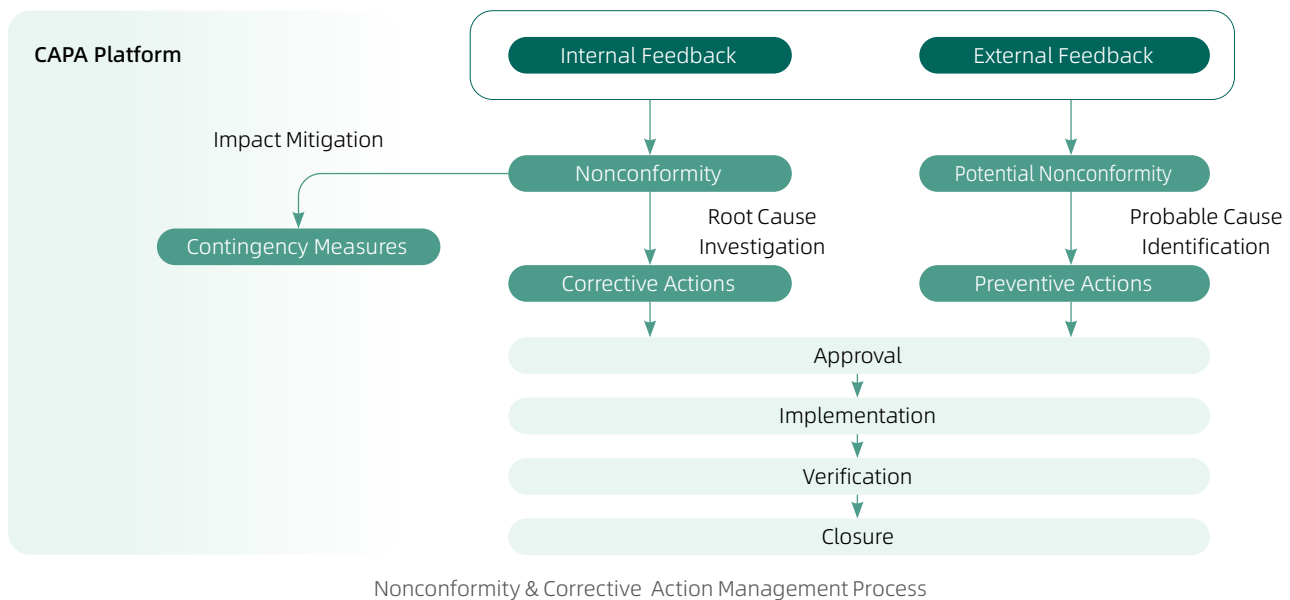 CAPA Platform
Internal Feedback
External Feedback
Impact Mitigation
Nonconformity
Potential Nonconformity
Root Cause
Investigation
Probable Cause
Identification
Contingency Measures
Corrective Actions
Preventive Actions
Approval
Implementation
Verification
Closure
Nonconformity & Corrective Action Management Process